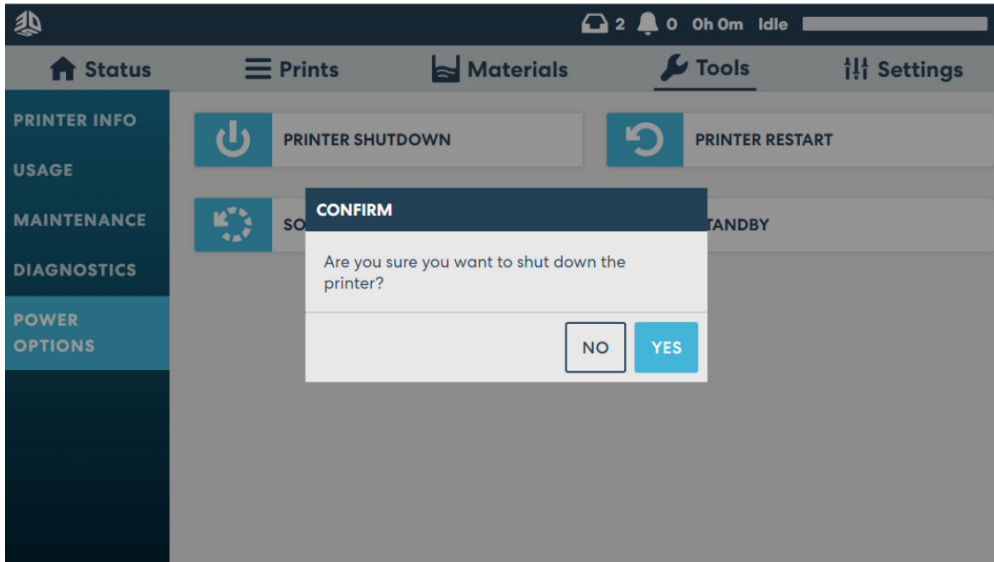 2 0 0h 0m Idle
Status Prints Materials Tools Settings
PRINTER INFO
USAGE
MAINTENANCE
DIAGNOSTICS
POWER
OPTIONS
PRINTER SHUTDOWN PRINTER RESTART
SO TANDBY
CONFIRM
Are you sure you want to shut down the
printer?
NO YES